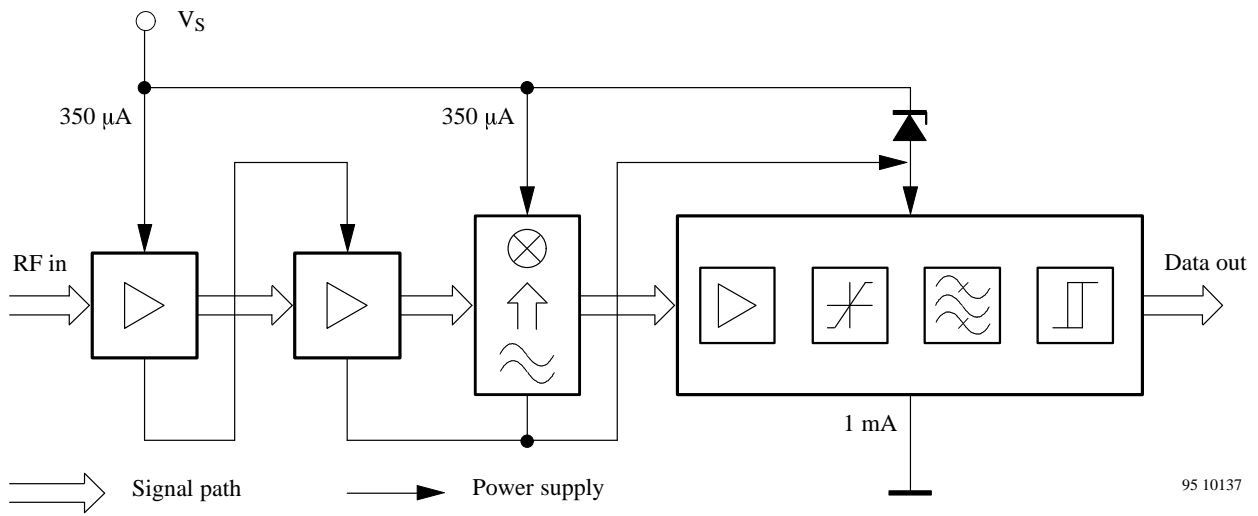 V_S
350 μA
350 μA
RF in
Data out
1 mA
Signal path
Power supply
95 10137